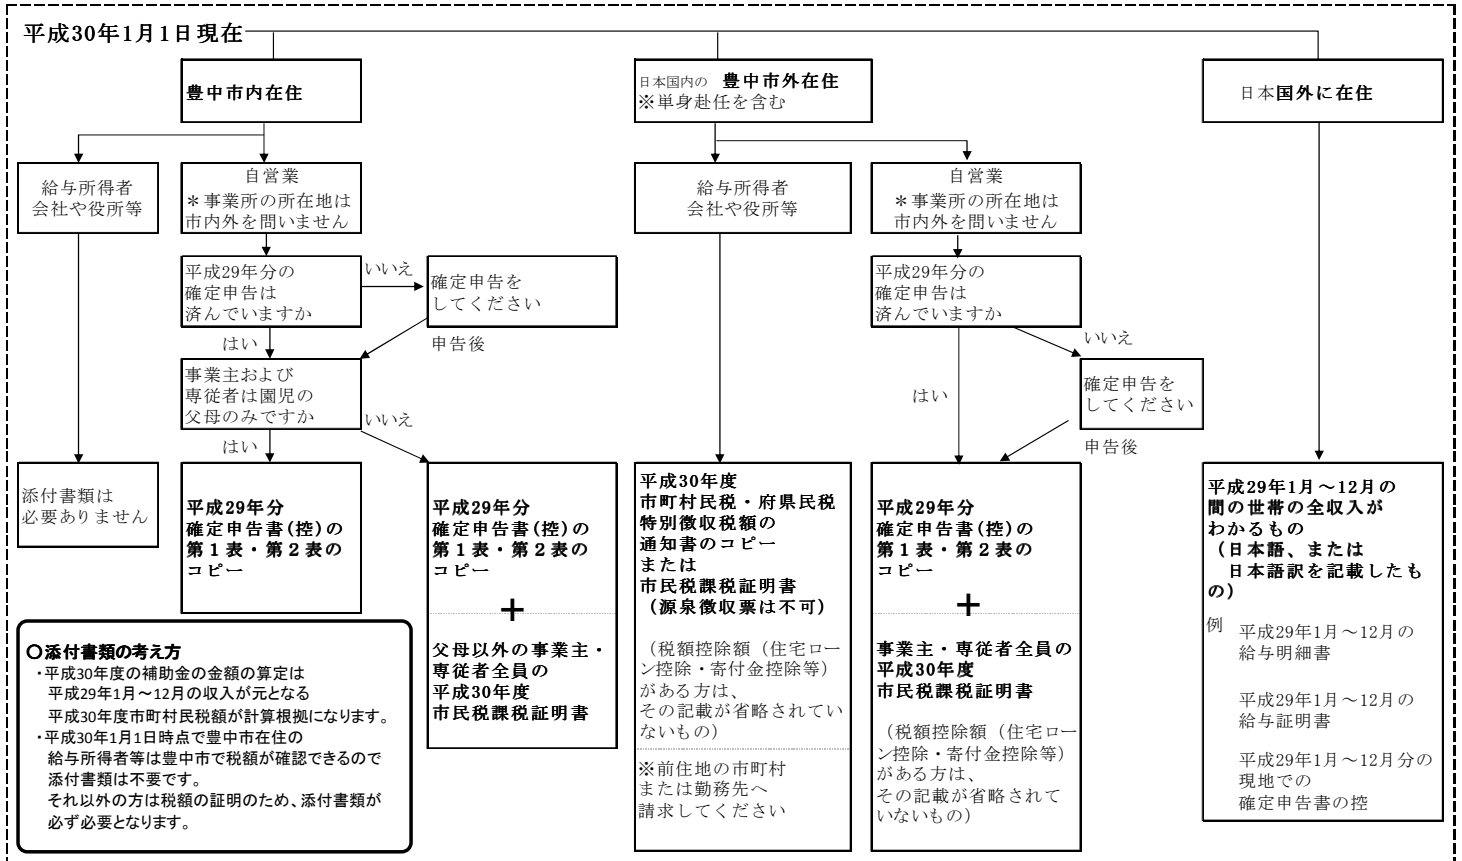 平成30年1月1日現在
豊中市内在住
日本国内の 豊中市外在住
※単身赴任を含む
日本国外に在住
給与所得者
会社や役所等
自営業
＊事業所の所在地は
市内外を問いません
給与所得者
会社や役所等
自営業
＊事業所の所在地は
市内外を問いません
平成29年分の
確定申告は
済んでいますか
いいえ
確定申告を
してください
平成29年分の
確定申告は
済んでいますか
はい
申告後
いいえ
事業主および
専従者は園児の
父母のみですか
いいえ
はい
はい
確定申告を
してください
申告後
添付書類は
必要ありません
平成29年分
確定申告書(控)の
第１表・第２表の
コピー
平成29年分
確定申告書(控)の
第１表・第２表の
コピー
＋
父母以外の事業主・
専従者全員の
平成30年度
市民税課税証明書
平成30年度
市町村民税・府県民税
特別徴収税額の
通知書のコピー
または
市民税課税証明書
（源泉徴収票は不可）
（税額控除額（住宅ロー
ン控除・寄付金控除等）
がある方は、
その記載が省略されてい
ないもの）
※前住地の市町村
または勤務先へ
請求してください
平成29年分
確定申告書(控)の
第１表・第２表の
コピー
＋
事業主・専従者全員の
平成30年度
市民税課税証明書
（税額控除額（住宅ロー
ン控除・寄付金控除等）
がある方は、
その記載が省略されて
いないもの）
平成29年1月～12月の
間の世帯の全収入が
わかるもの
（日本語、または
日本語訳を記載したも
の）
例 平成29年1月～12月の
給与明細書
平成29年1月～12月の
給与証明書
平成29年1月～12月分の
現地での
確定申告書の控
〇添付書類の考え方
・平成30年度の補助金の金額の算定は
平成29年1月～12月の収入が元となる
平成30年度市町村民税額が計算根拠になります。
・平成30年1月1日時点で豊中市在住の
給与所得者等は豊中市で税額が確認できるので
添付書類は不要です。
それ以外の方は税額の証明のため、添付書類が
必ず必要となります。